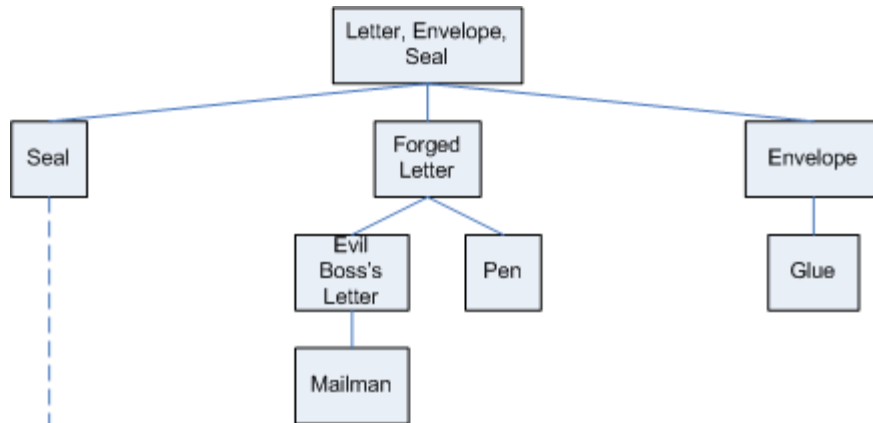 Letter, Envelope,
Seal
Seal
Forged
Letter
Envelope
Evil
Boss's
Letter
Pen
Glue
Mailman